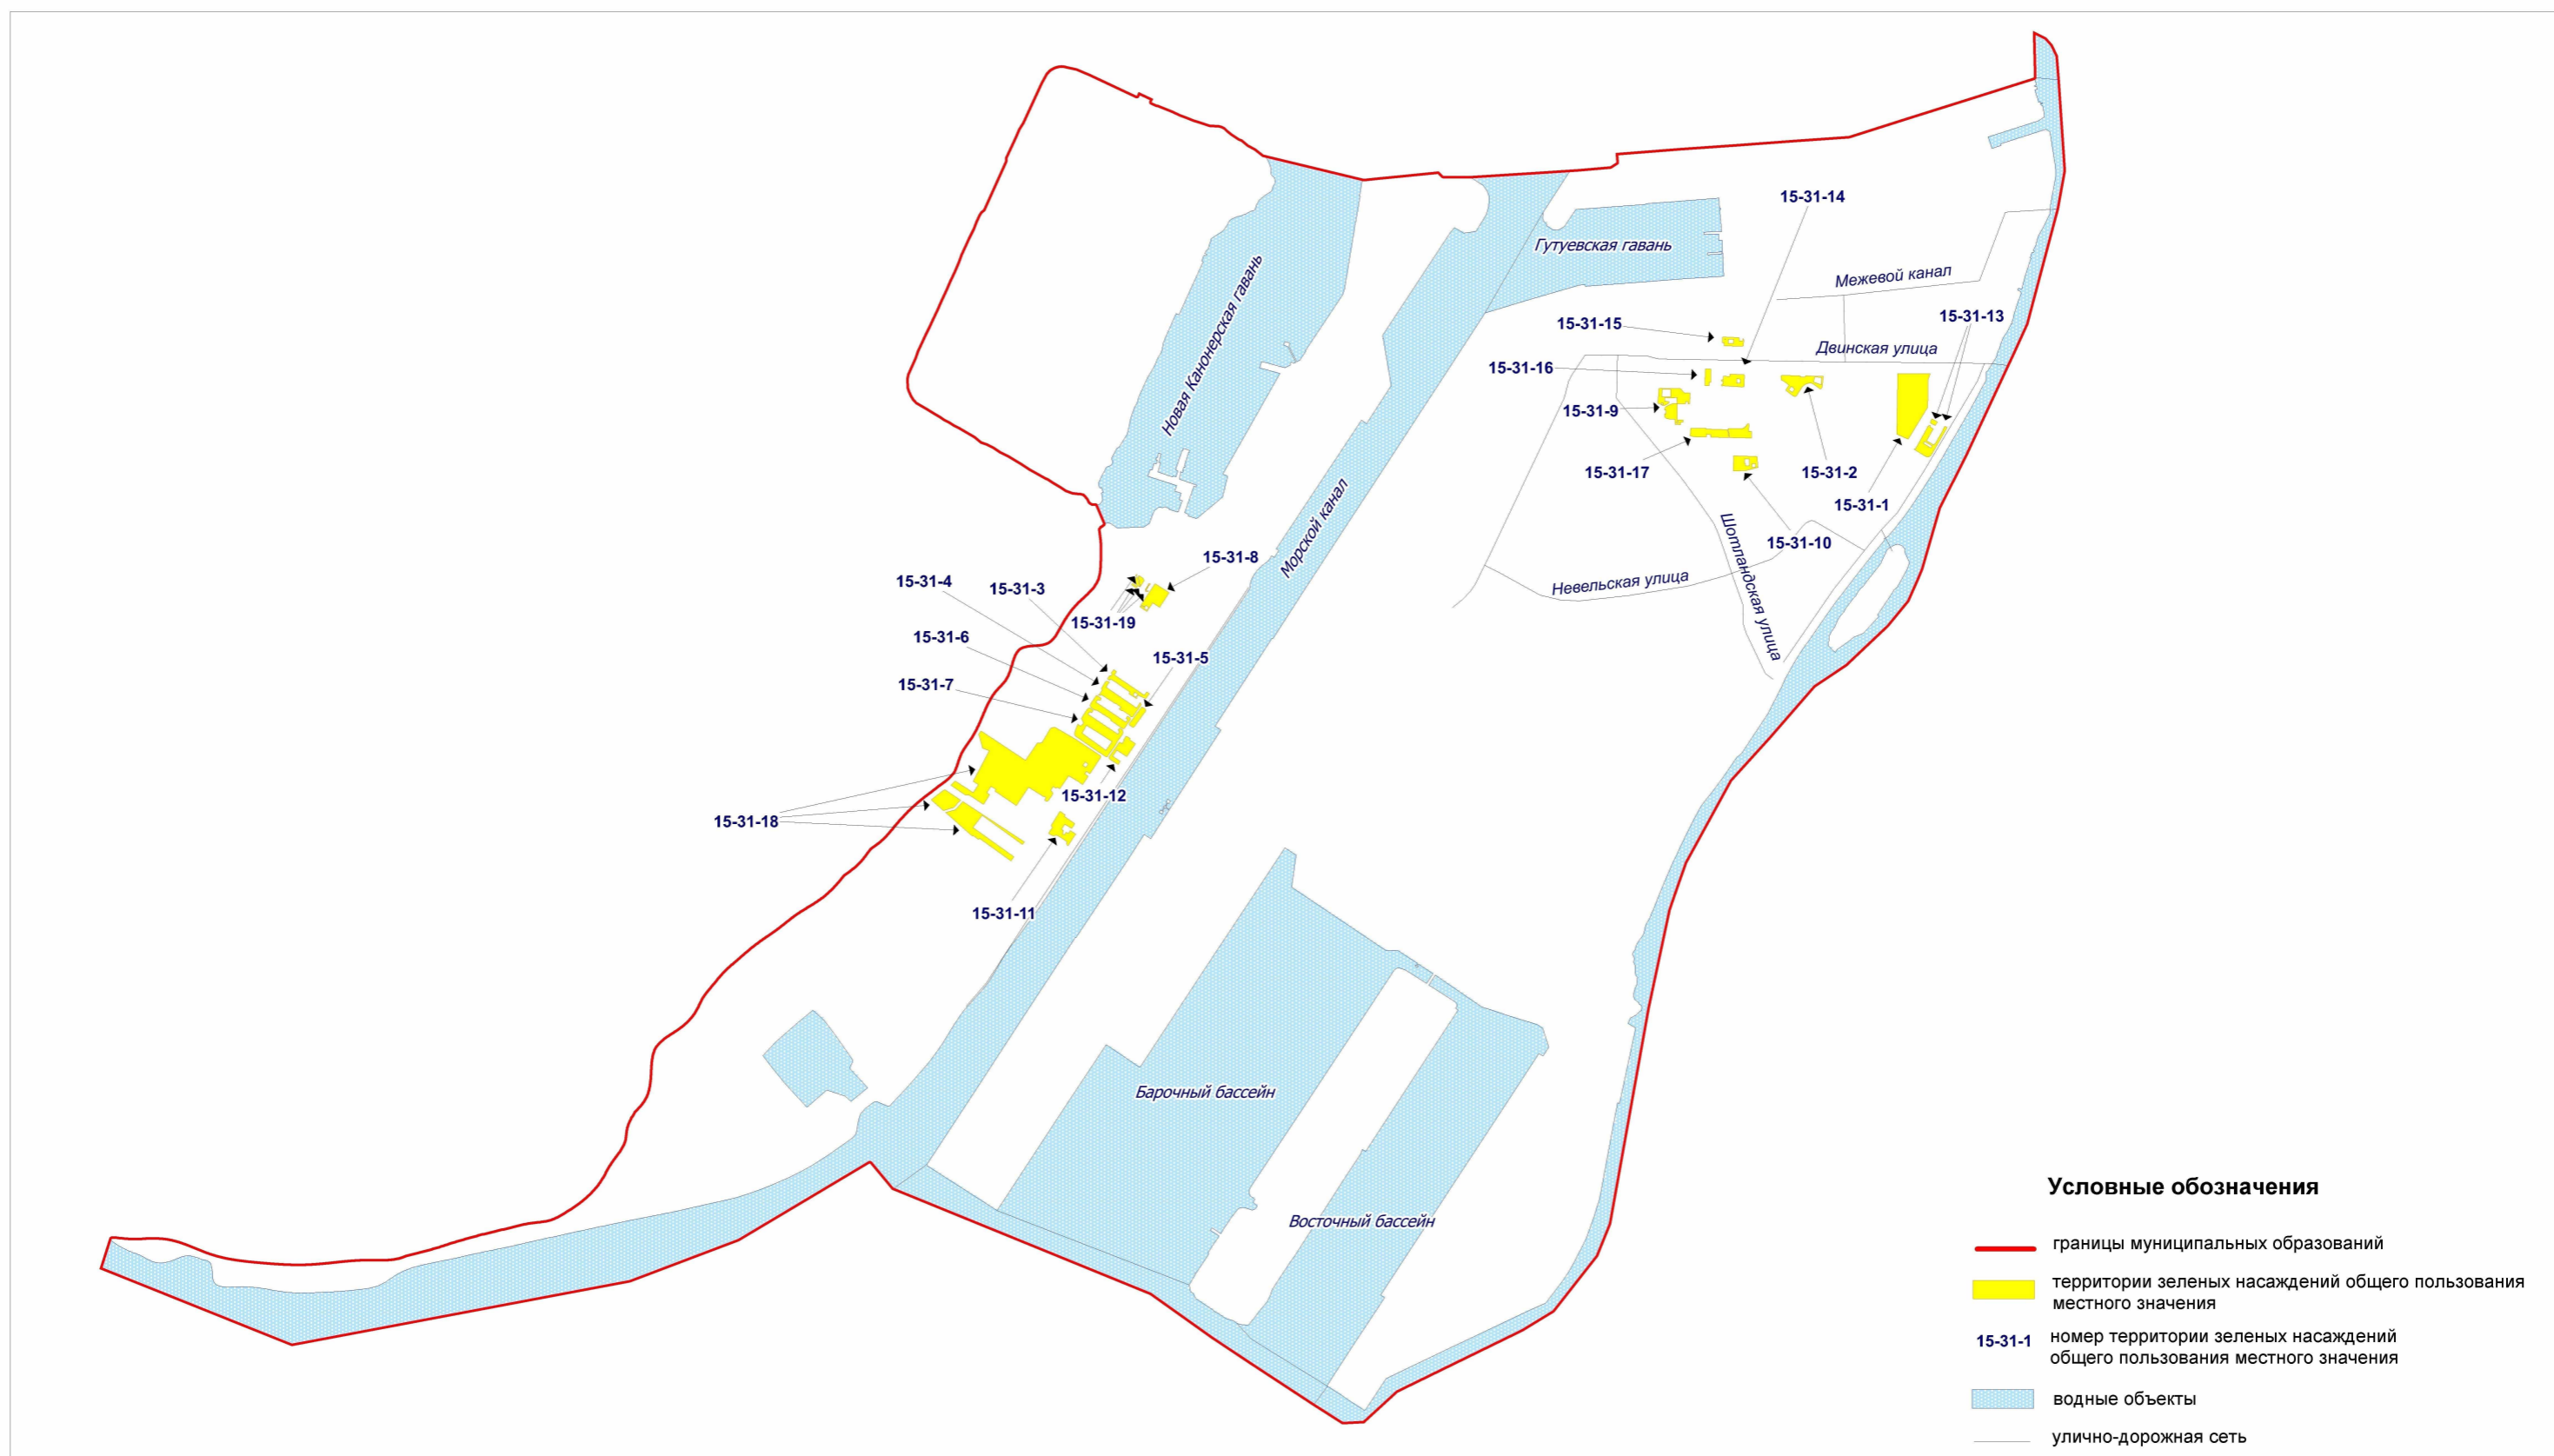 15-31-14
Гутуевская гавань
Межевой канал
15-31-13
15-31-15
Новая Канонерская гавань
Двинская улица
15-31-16
15-31-9
15-31-17
15-31-2
15-31-1
Морской канал
Шотландская улица
15-31-10
15-31-8
15-31-4
15-31-3
Невельская улица
15-31-19
15-31-6
15-31-5
15-31-7
15-31-12
15-31-18
15-31-11
Барочный бассейн
Восточный бассейн
Условные обозначения
границы муниципальных образований
территории зеленых насаждений общего пользования
местного значения
15-31-1 номер территории зеленых насаждений
общего пользования местного значения
водные объекты
улично-дорожная сеть